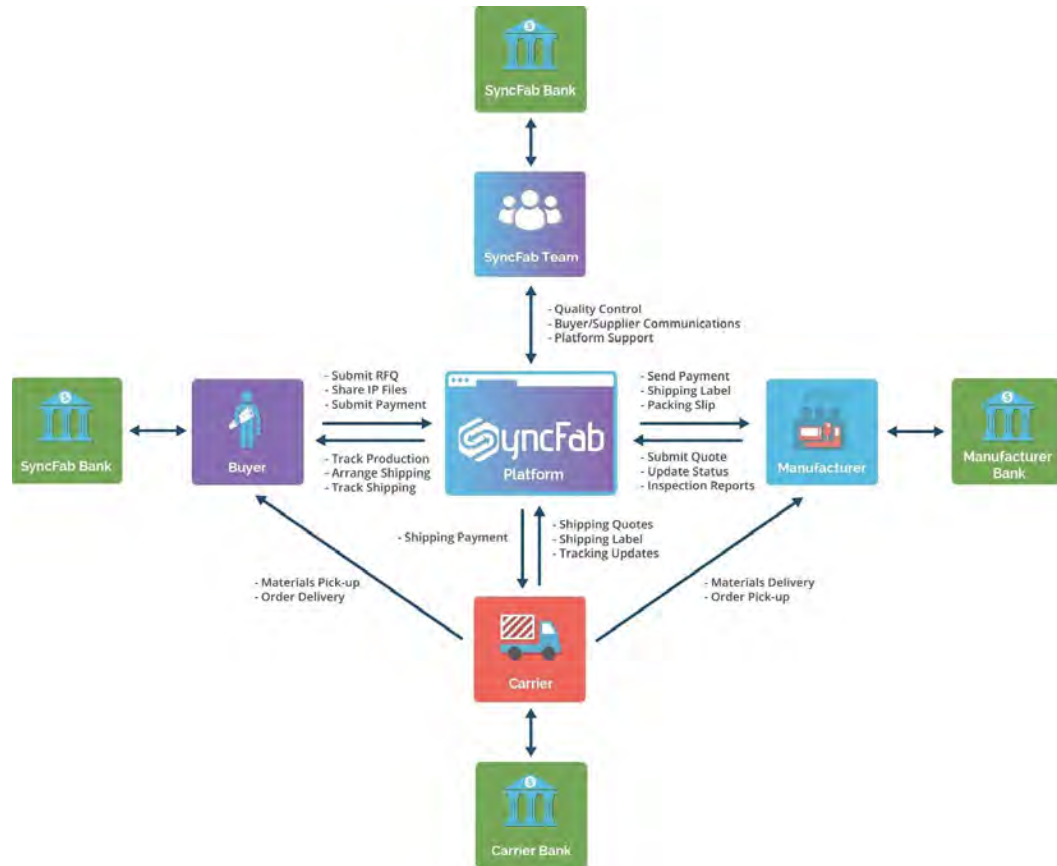 SyncFab Bank
SyncFab Team
- Quality Control
- Buyer/Supplier Communications
- Platform Support
- Submit RFQ
- Share IP Files
- Submit Payment
- Send Payment
- Shipping Label
- Packing Slip
SyncFab Bank
Buyer
SyncFab
Platform
Manufacturer
Manufacturer
Bank
- Track Production
- Arrange Shipping
- Track Shipping
- Submit Quote
- Update Status
- Inspection Reports
- Shipping Payment
- Shipping Quotes
- Shipping Label
- Tracking Updates
- Materials Pick-up
- Order Delivery
- Materials Delivery
- Order Pick-up
Carrier
Carrier Bank